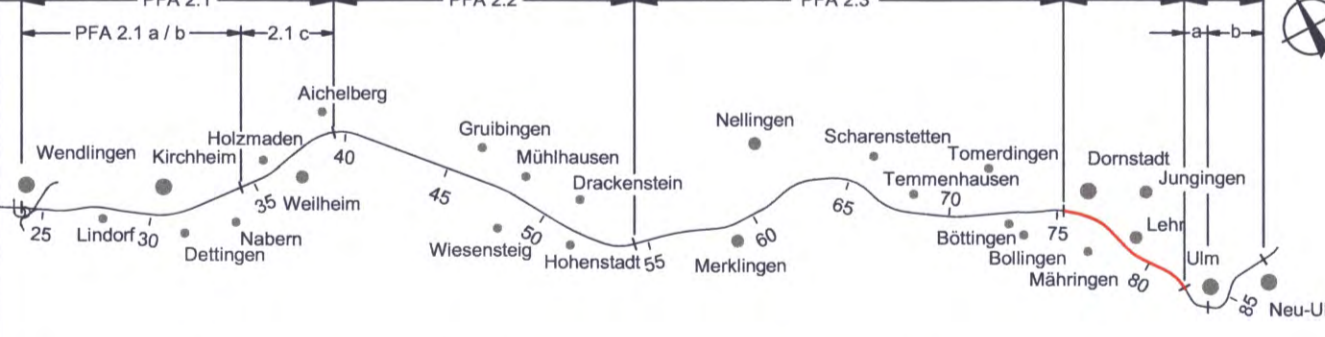 PFA 2.1 PFA 2.2 PFA 2.3
PFA 2.1 a / b 2.1 c a b
Aichelberg
Wendlingen Kirchheim Holzmaden 40 Gruibingen Mühlhausen Drackenstein Nellingen Scharenstetten Tomerdingen Dornstadt Jungingen
35 Weilheim 45 Temmenhausen 70 65
25 Lindorf 30 Dettingen Nabern Wiesensteig 50 Hohenstadt 55 Merklingen 60 Böttingen Bollingen 75 Lehr
Mähringen 80 Ulm 85 Neu-U